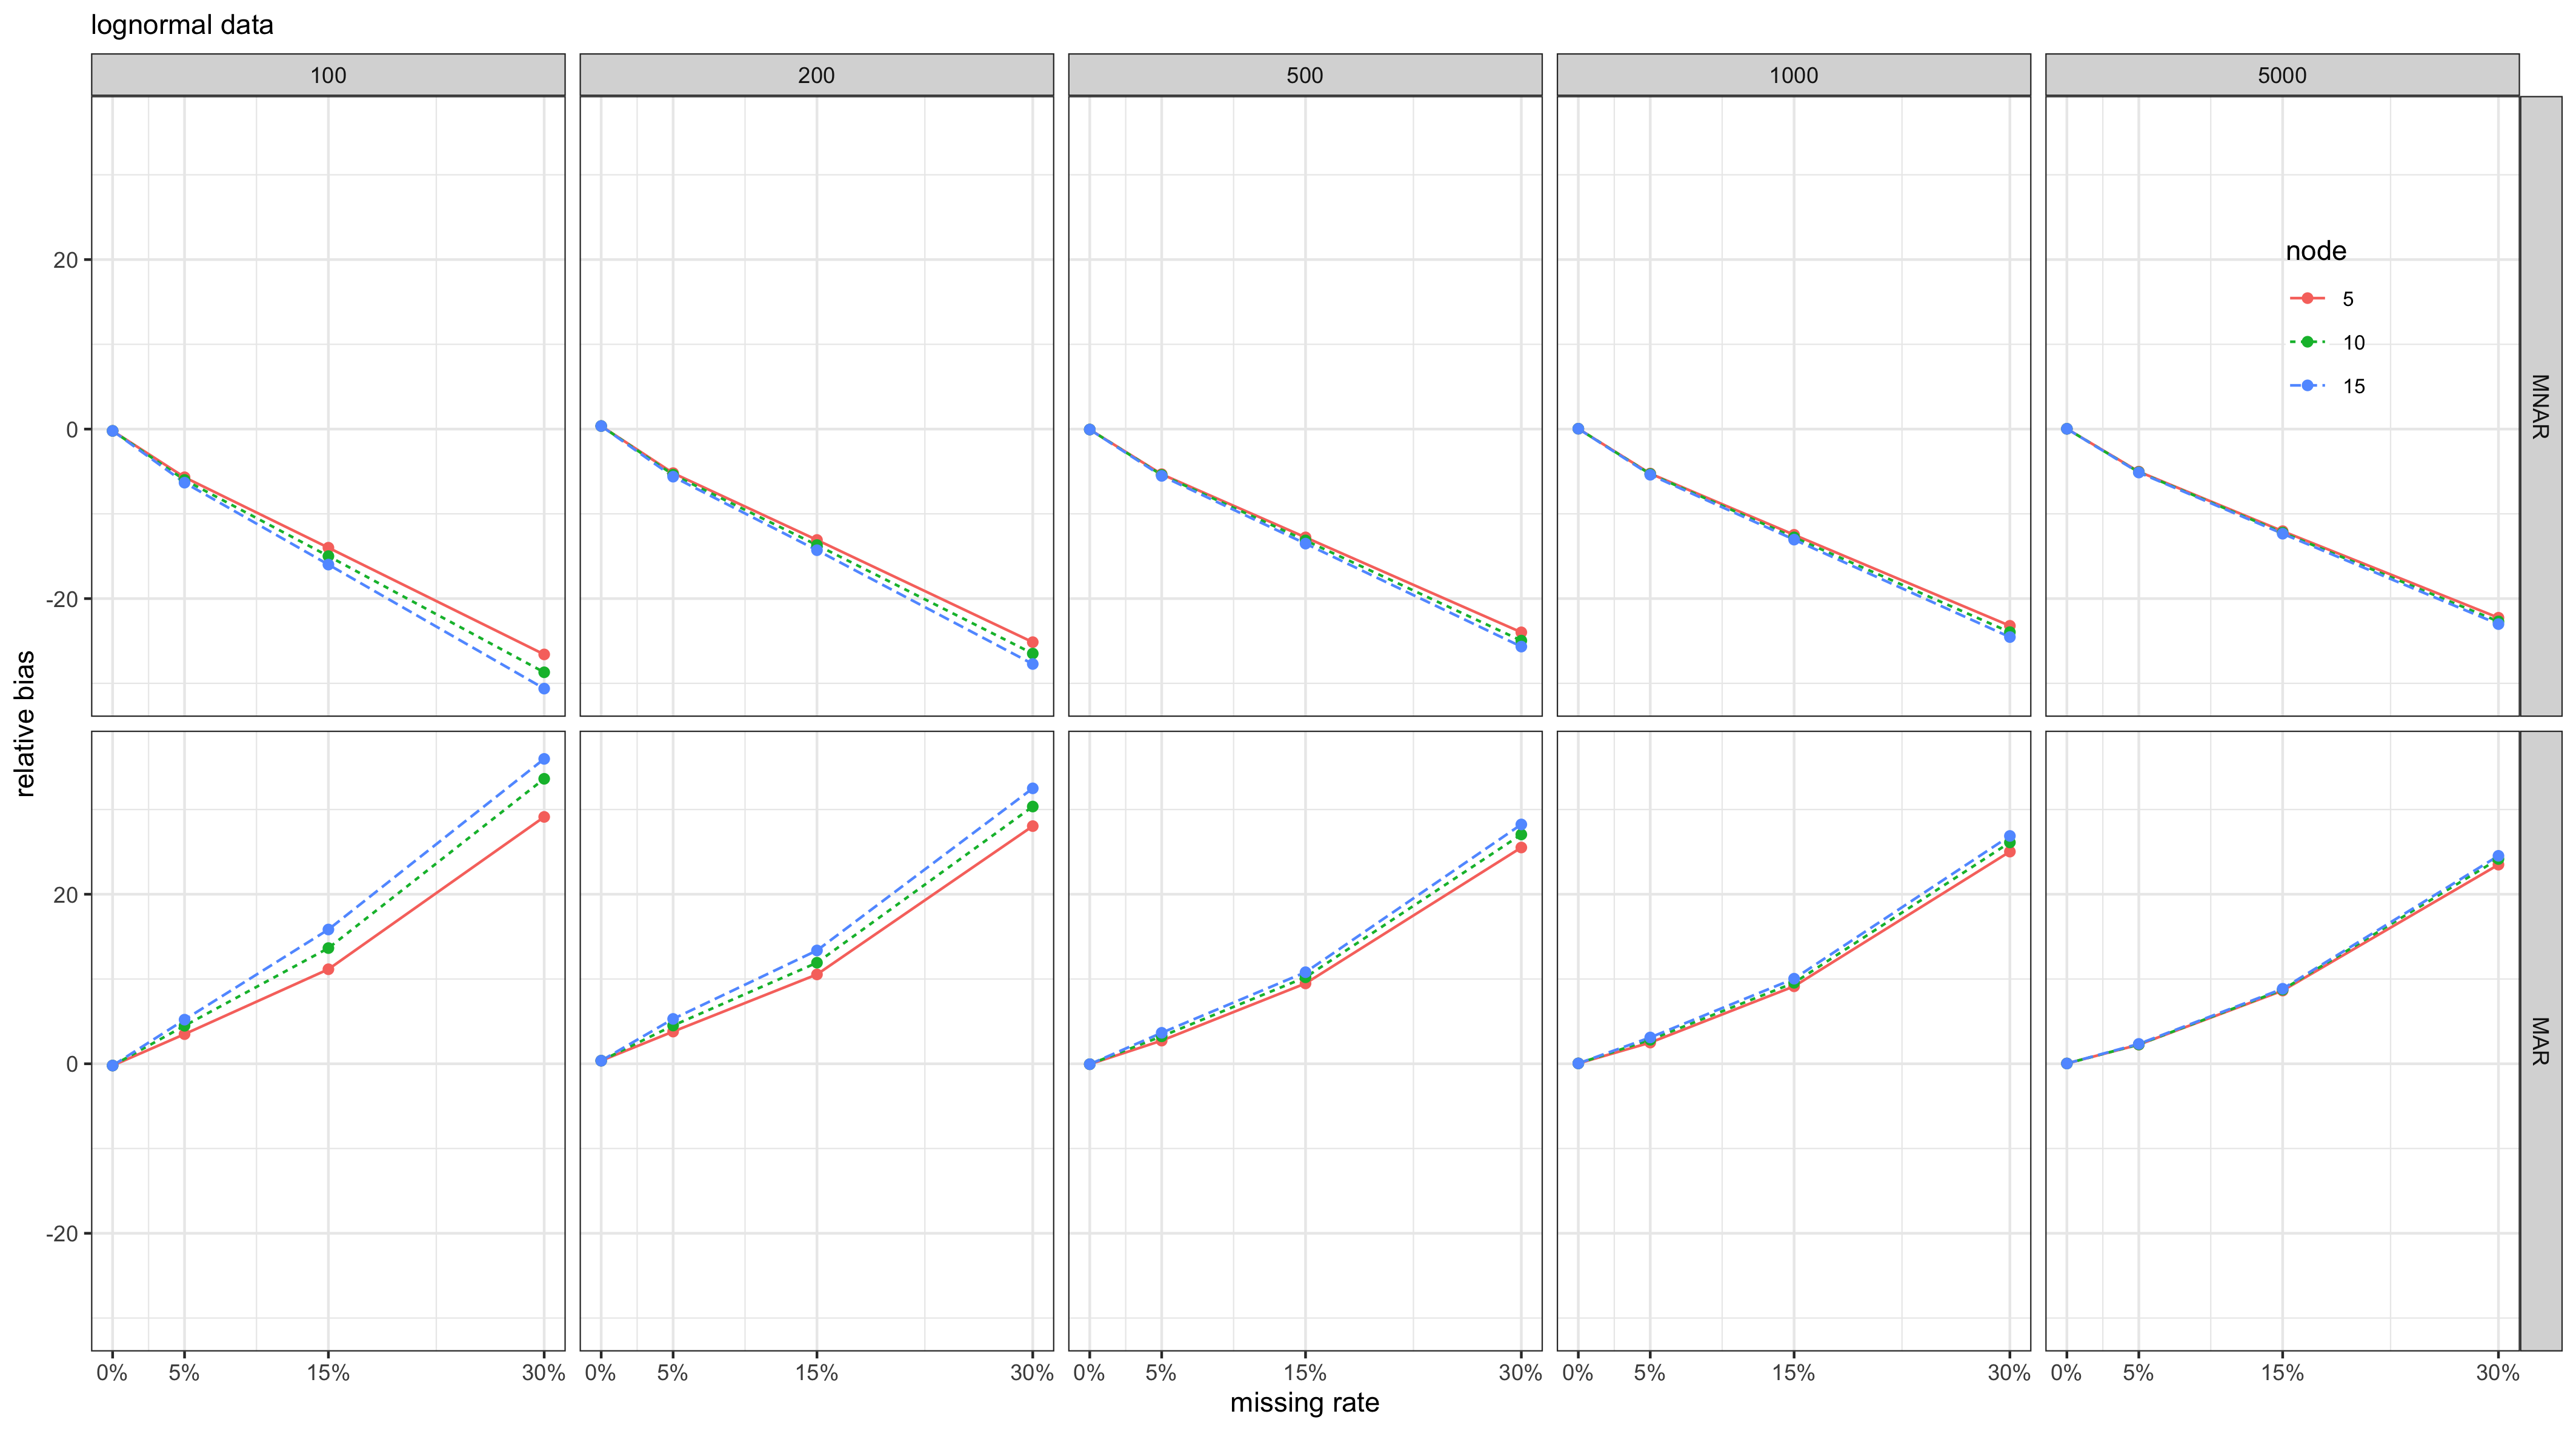 lognormal data
100 200 500 1000 5000
20
0
-20
MNAR
node
5
10
15
relative bias
20
0
-20
MAR
0% 5% 15% 30% 0% 5% 15% 30% 0% 5% 15% 30% 0% 5% 15% 30% 0% 5% 15% 30%
missing rate